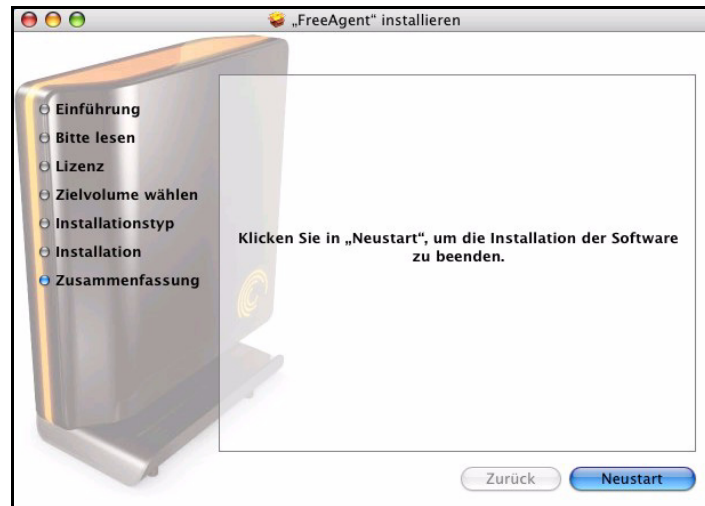 „FreeAgent“ installieren
Einführung
Bitte lesen
Lizenz
Zielvolume wählen
Installationstyp
Installation
Zusammenfassung
Klicken Sie in „Neustart“, um die Installation der Software
zu beenden.
Zurück
Neustart